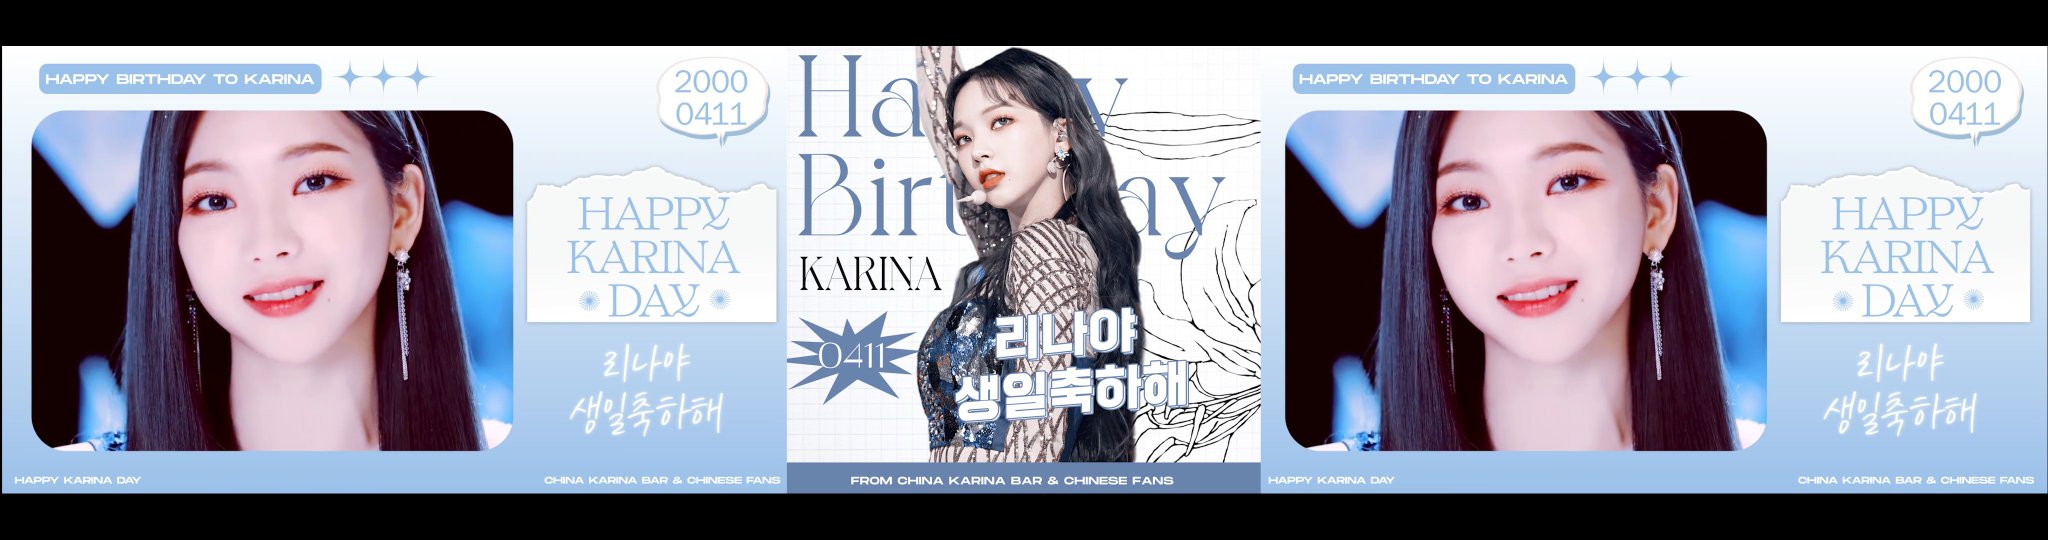 HAPPY BIRTHDAY TO KARINA
2000
0411
HAPPY
KARINA
DAY
리나야
생일축하해
HAPPY KARINA DAY
CHINA KARINA BAR & CHINESE FANS
Happy
Birthday
KARINA
0411
리나야
생일축하해
FROM CHINA KARINA BAR & CHINESE FANS
HAPPY BIRTHDAY TO KARINA
2000
0411
HAPPY
KARINA
DAY
리나야
생일축하해
HAPPY KARINA DAY
CHINA KARINA BAR & CHINESE FANS